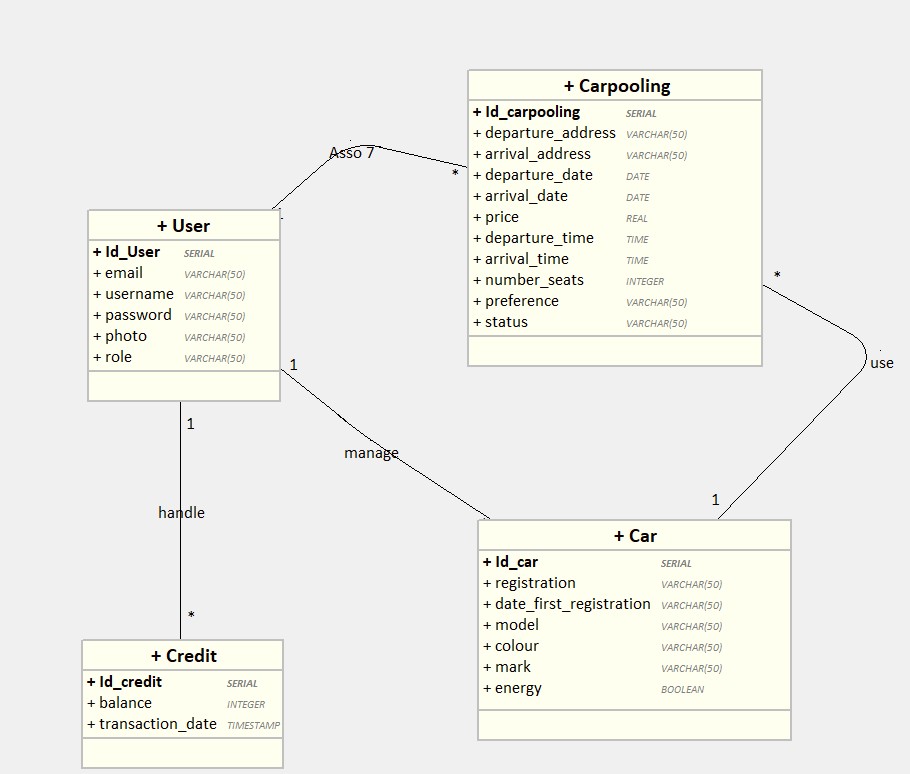 + Carpooling
+ Id_carpooling SERIAL
+ departure_address VARCHAR(50)
+ arrival_address VARCHAR(50)
+ departure_date DATE
+ arrival_date DATE
+ price REAL
+ departure_time TIME
+ arrival_time TIME
+ number_seats INTEGER
+ preference VARCHAR(50)
+ status VARCHAR(50)
Asso 7
*
1
+ User
+ Id_User SERIAL
+ email VARCHAR(50)
+ username VARCHAR(50)
+ password VARCHAR(50)
+ photo VARCHAR(50)
+ role VARCHAR(50)
*
use
1
1
manage
1
handle
*
+ Car
+ Id_car SERIAL
+ registration VARCHAR(50)
+ date_first_registration VARCHAR(50)
+ model VARCHAR(50)
+ colour VARCHAR(50)
+ mark VARCHAR(50)
+ energy BOOLEAN
+ Credit
+ Id_credit SERIAL
+ balance INTEGER
+ transaction_date TIMESTAMP